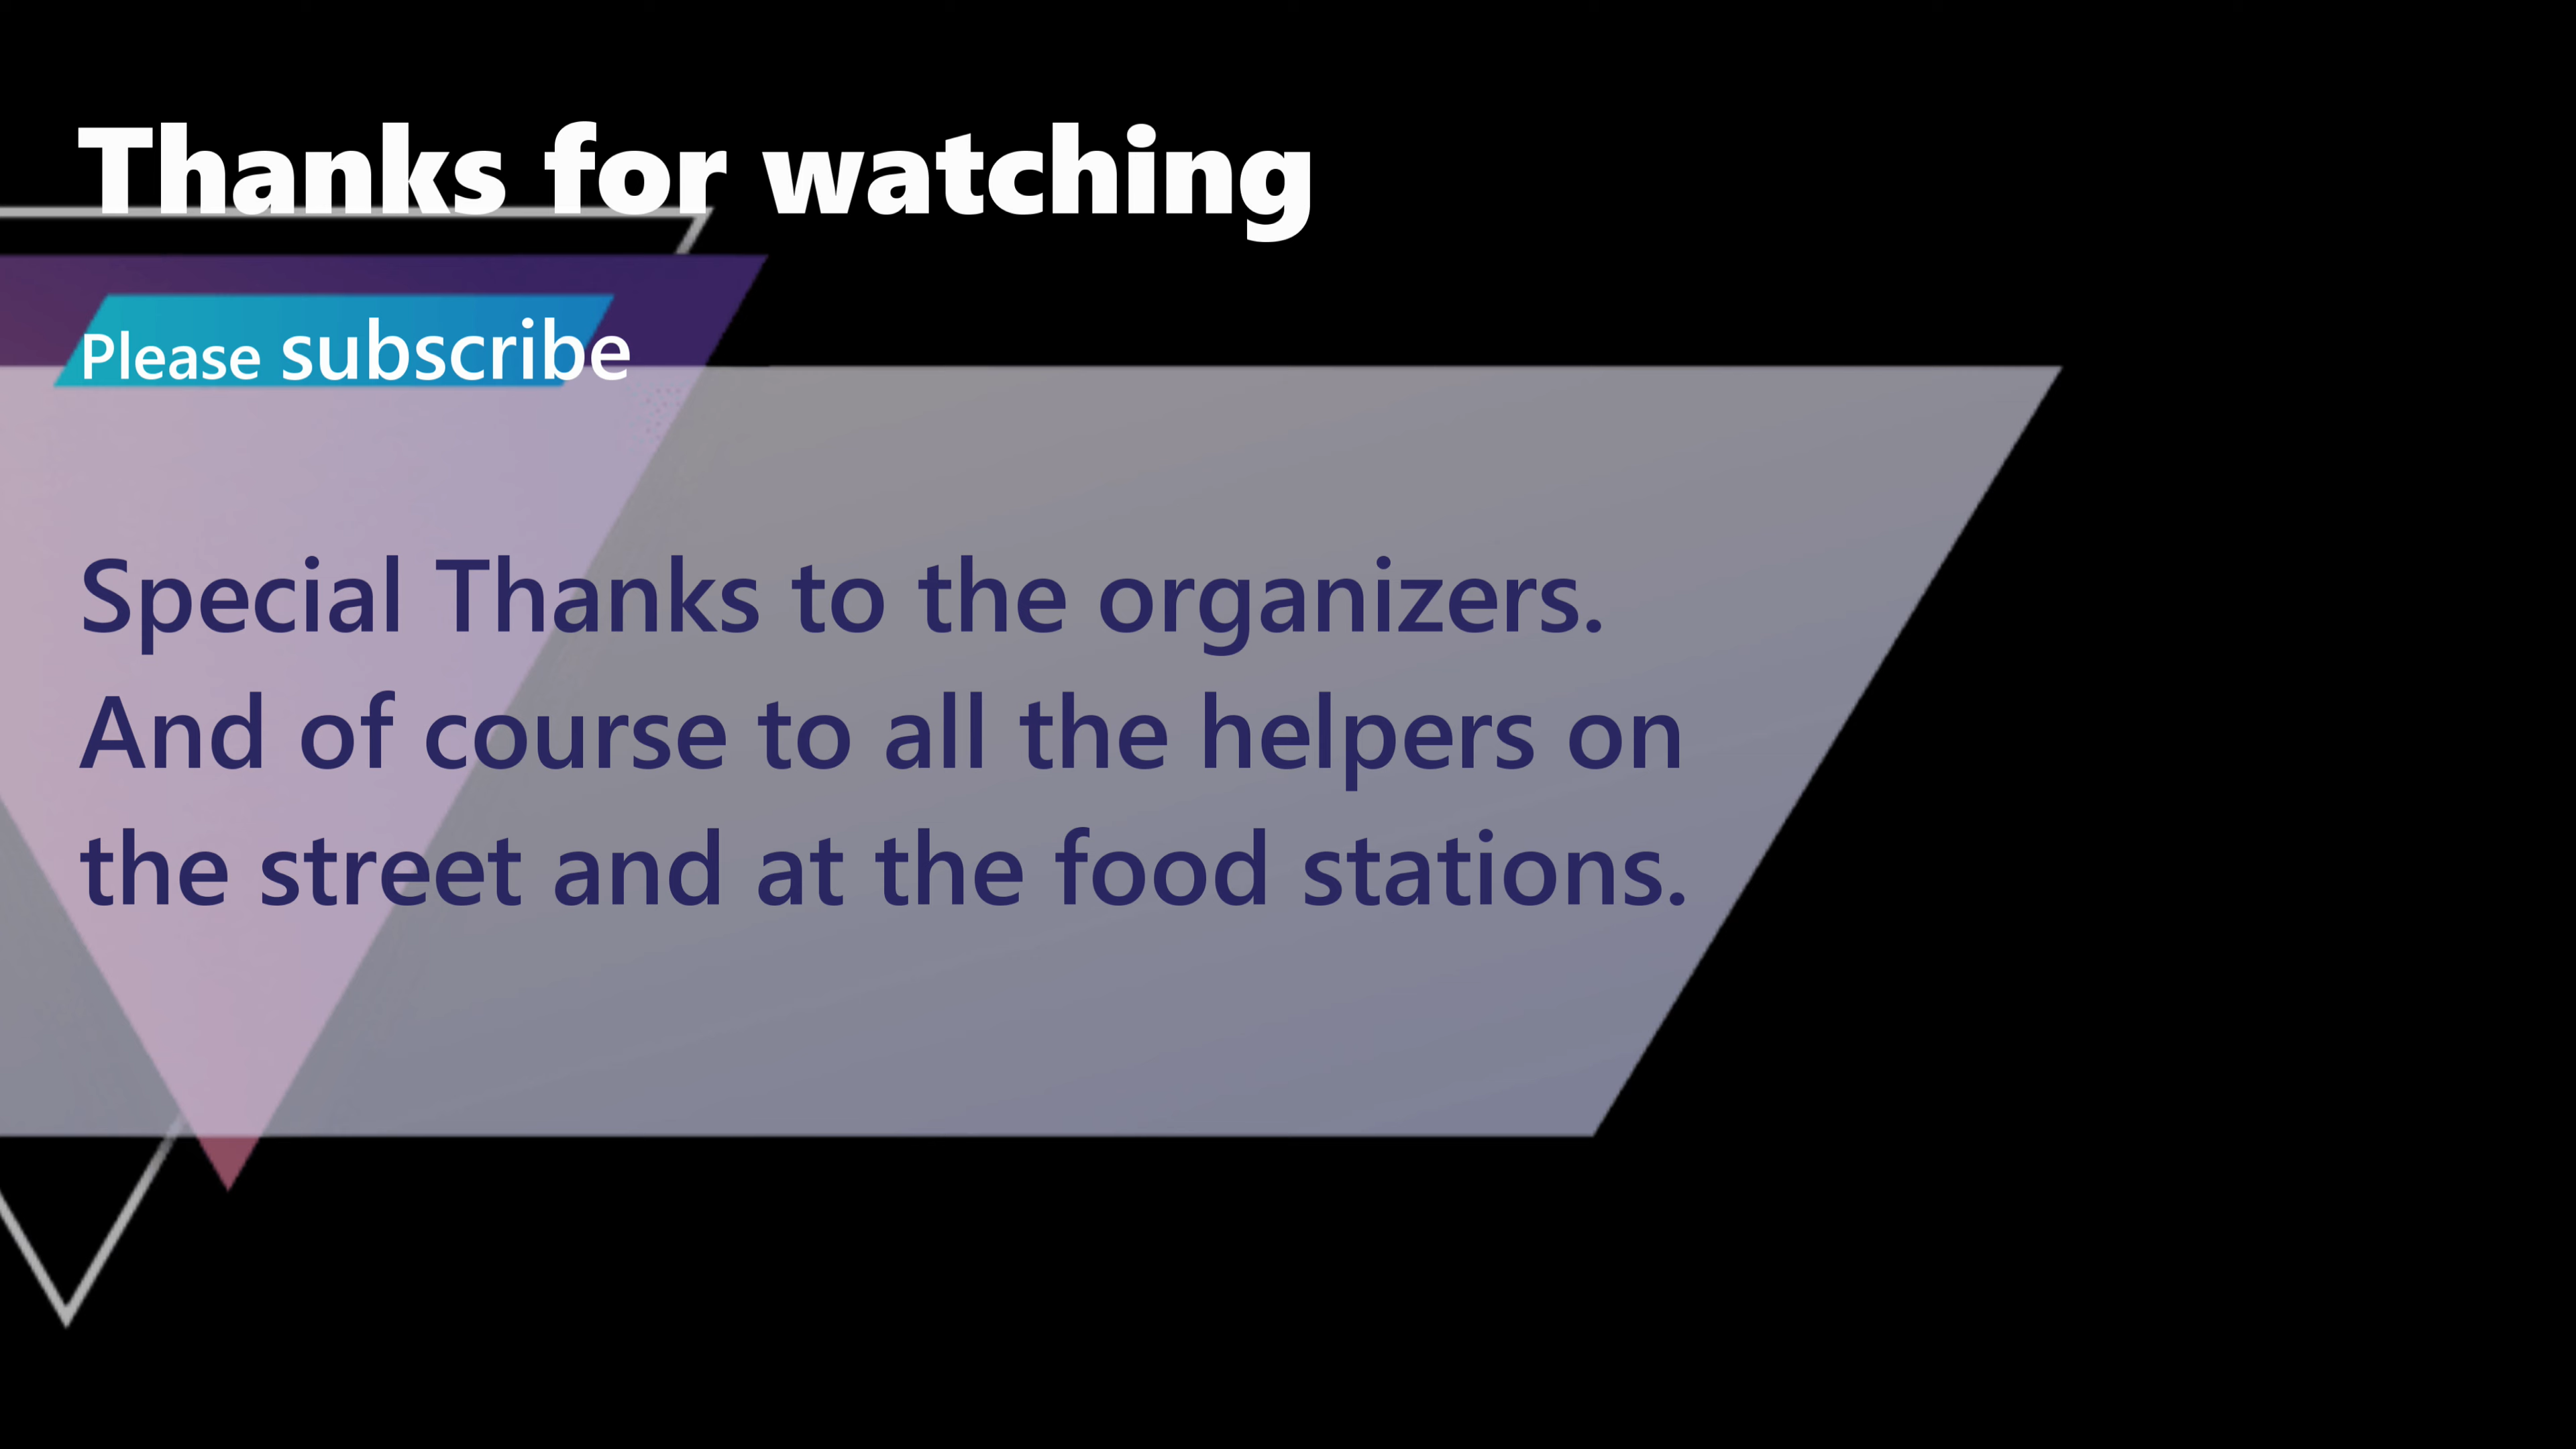 Thanks for watching
Please subscribe
Special Thanks to the organizers.
And of course to all the helpers on
the street and at the food stations.